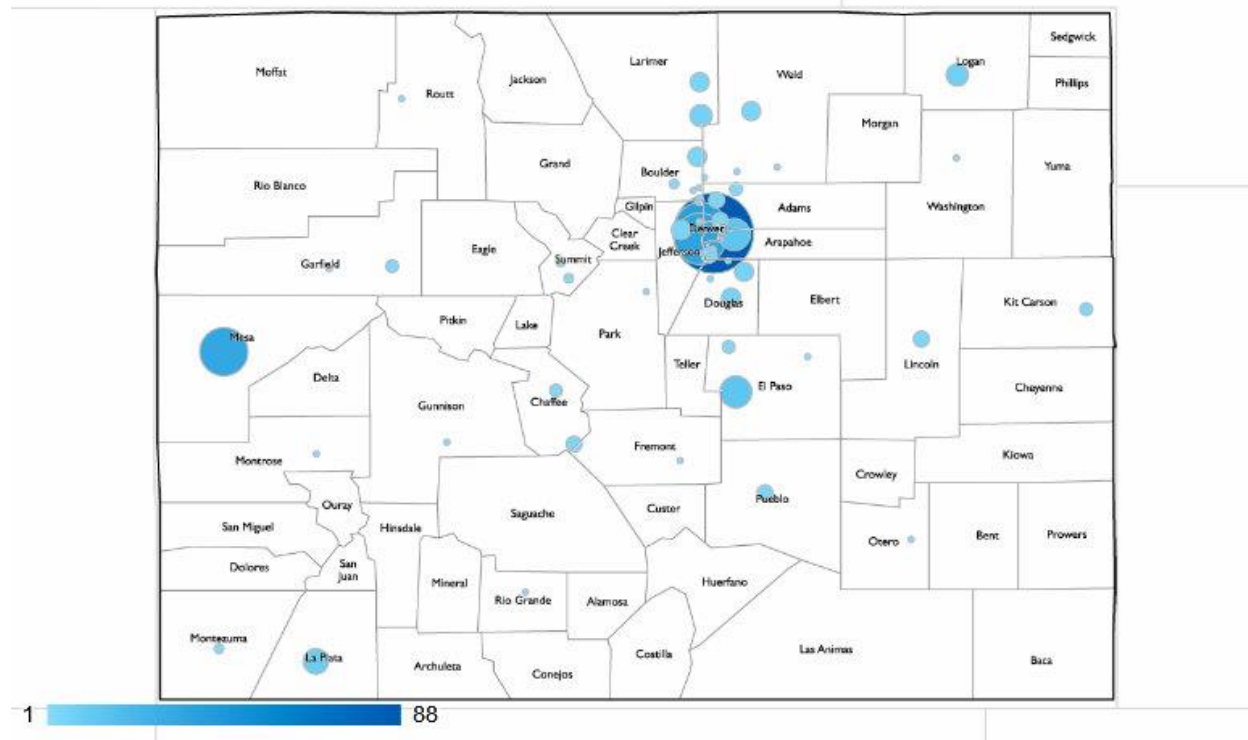 Sedgwick
Larimer
Logan
Moffat
Weld
Jackson
Phillips
Routt
Morgan
Grand
Boulder
Yuma
Rio Blanco
Gilpin
Adams
Washington
Denver
Clear
Creek
Arapahoe
Eagle
Jefferson
Summit
Garfield
Elbert
Kit Carson
Douglas
Pitkin
Lake
Park
Mesa
Teller
Lincoln
Delta
El Paso
Cheyenne
Chaffee
Gunnison
Fremont
Kiowa
Montrose
Crowley
Pueblo
Ouray
Custer
Saguache
San Miguel
Hinsdale
Bent
Prowers
Otero
San
Juan
Dolores
Mineral
Huerfano
Rio Grande
Alamosa
Montezuma
Las Animas
Costilla
La Plata
Baca
Archuleta
Conejos
1
88